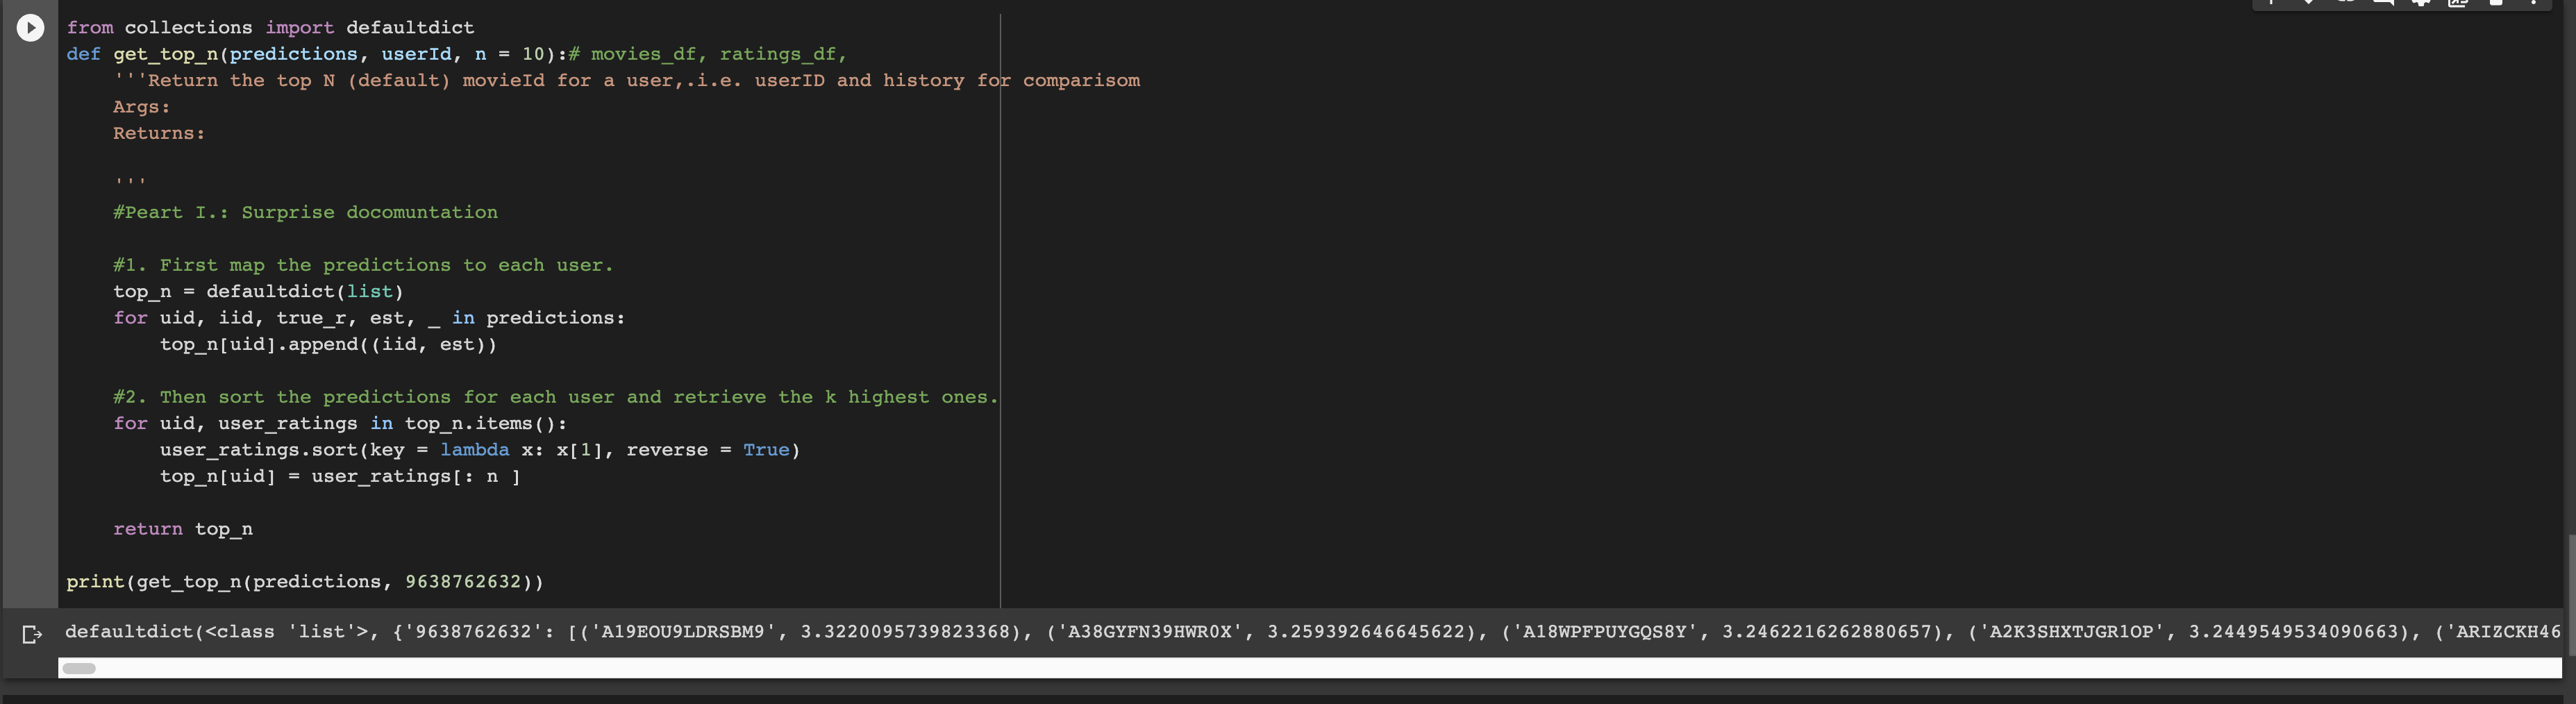 from collections import defaultdict
def get_top_n(predictions, userId, n = 10):# movies_df, ratings_df,
    '''Return the top N (default) movieId for a user,.i.e. userID and history for comparisom
    Args:
    Returns:
    '''
    #Peart I.: Surprise docomuntation
    #1. First map the predictions to each user.
    top_n = defaultdict(list)
    for uid, iid, true_r, est, _ in predictions:
        top_n[uid].append((iid, est))
    #2. Then sort the predictions for each user and retrieve the k highest ones.
    for uid, user_ratings in top_n.items():
        user_ratings.sort(key = lambda x: x[1], reverse = True)
        top_n[uid] = user_ratings[: n ]
    return top_n
print(get_top_n(predictions, 9638762632))
defaultdict(<class 'list'>, {'9638762632': [('A19EOU9LDRSBM9', 3.3220095739823368), ('A38GYFN39HWR0X', 3.259392646645622), ('A18WPFPUYGQS8Y', 3.2462216262880657), ('A2K3SHXTJGR1OP', 3.2449549534090663), ('ARIZCKH46